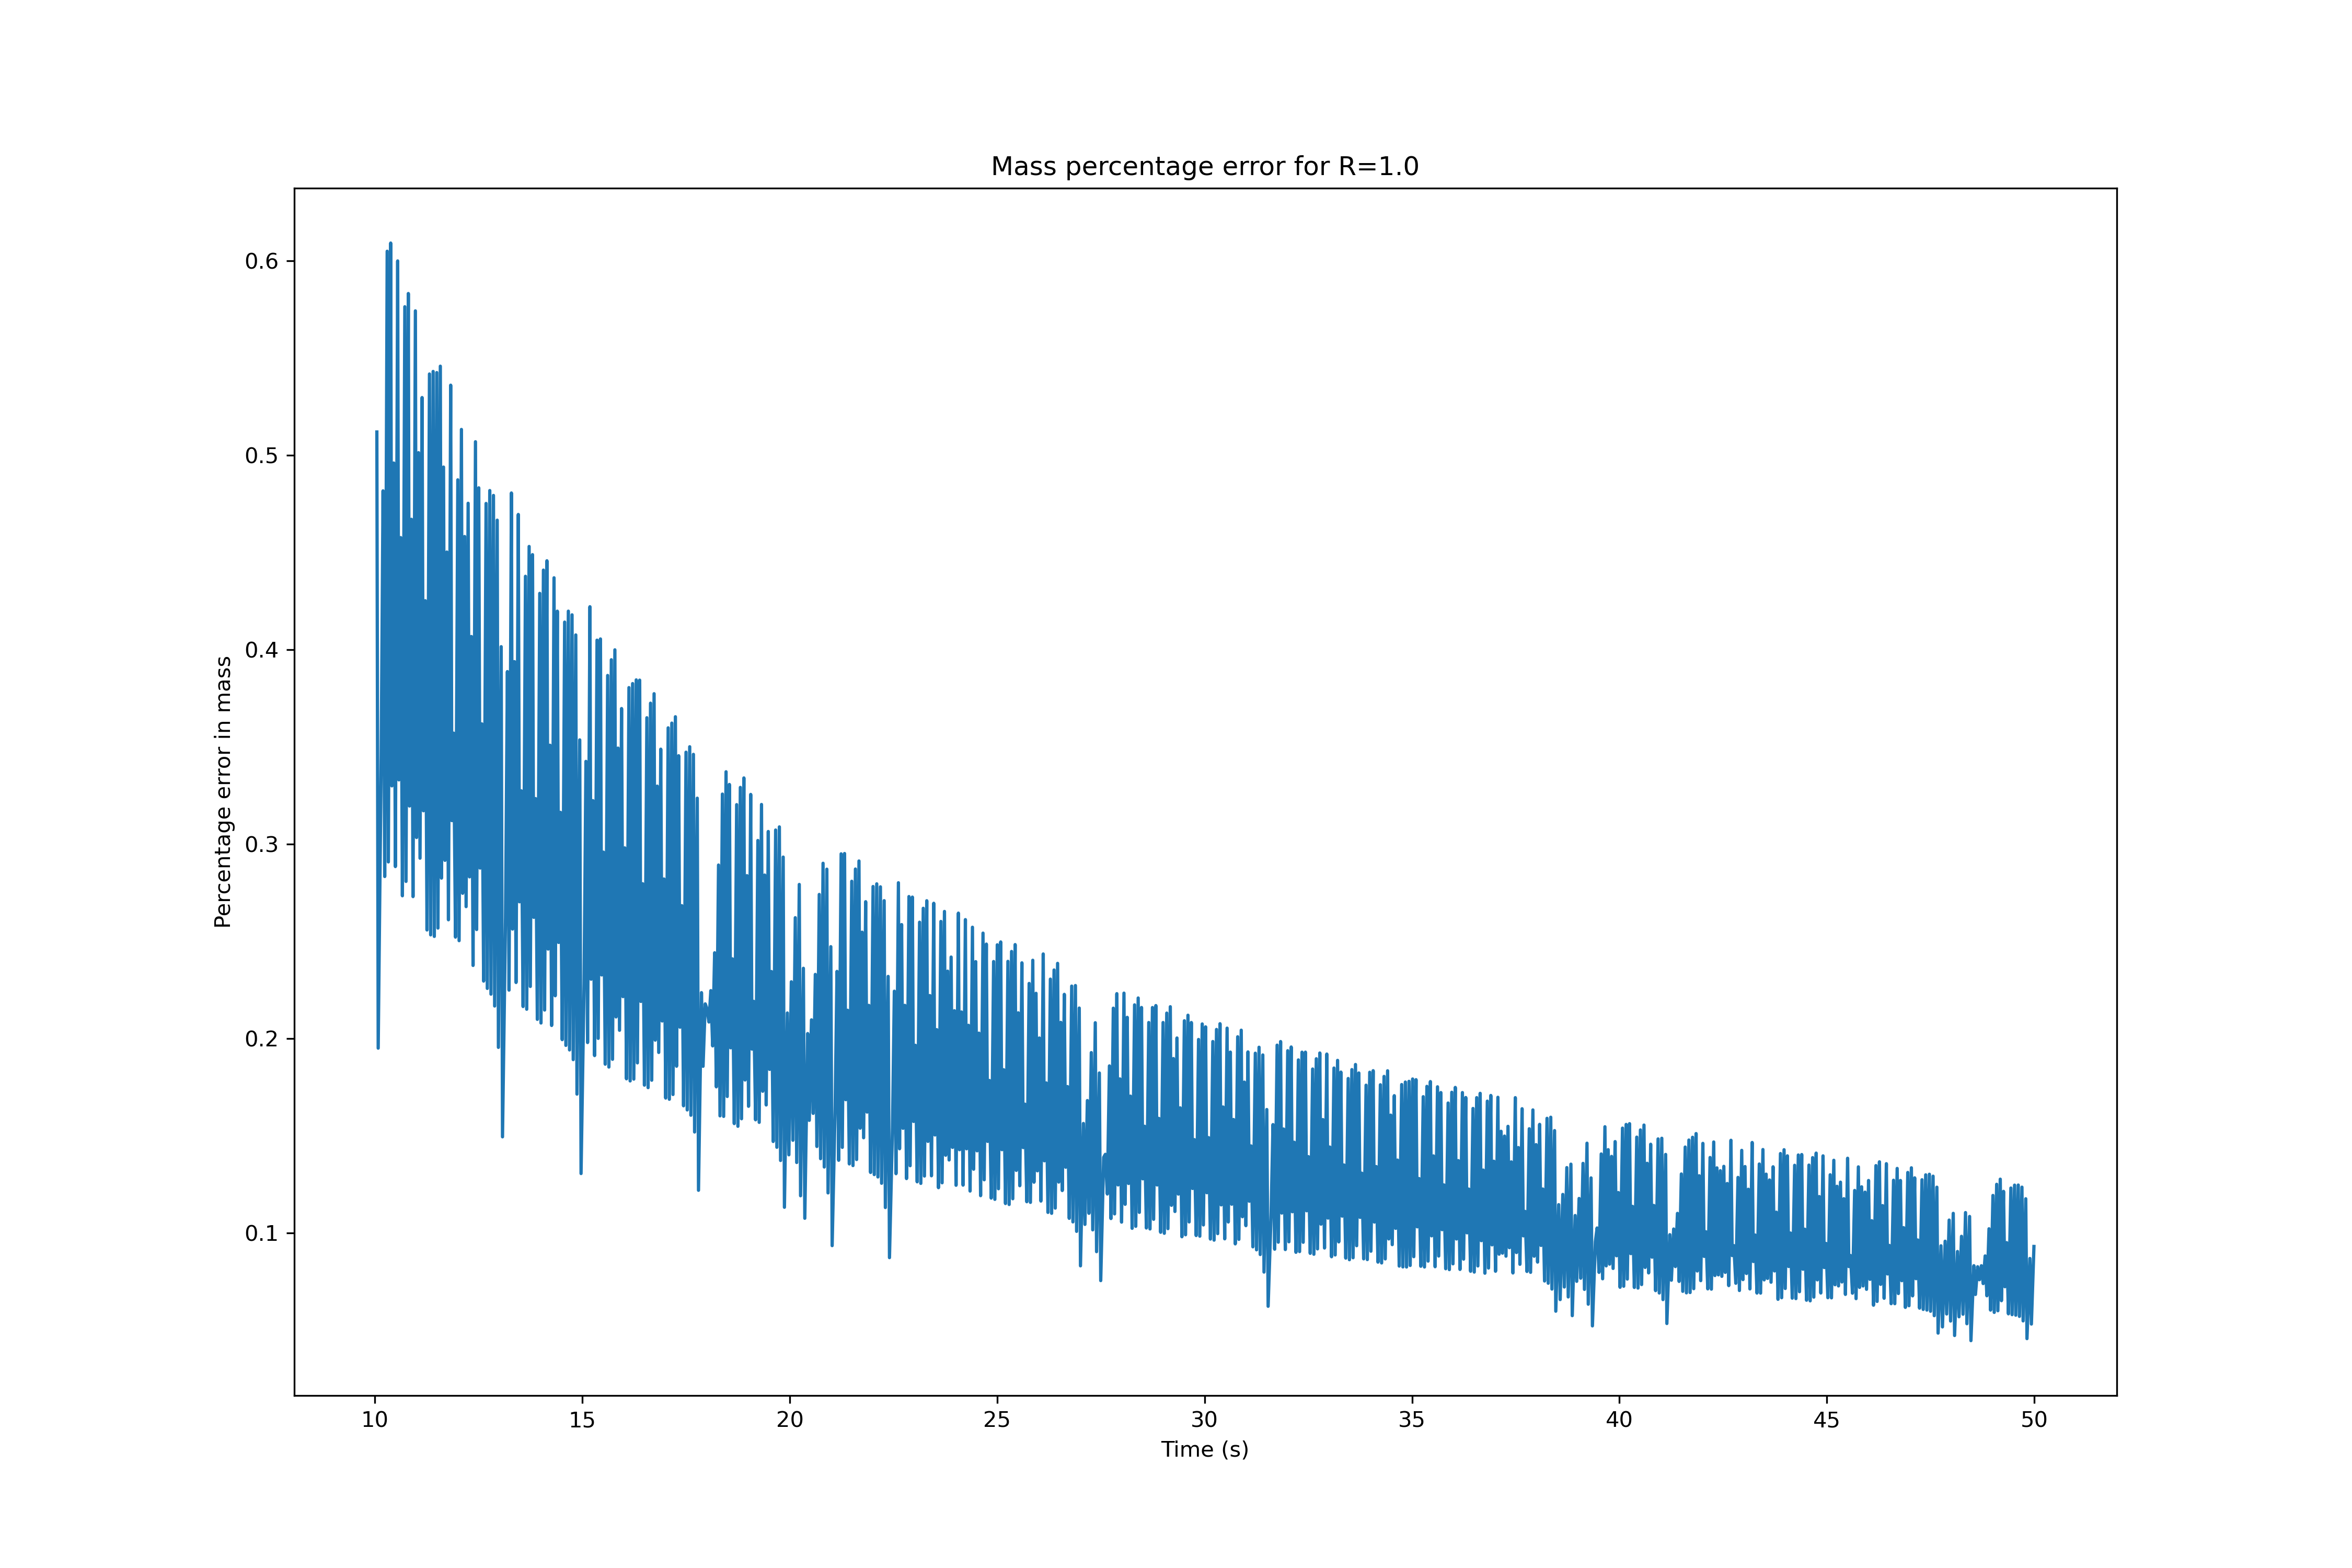 Mass percentage error for R=1.0
Percentage error in mass
0.6
0.5
0.4
0.3
0.2
0.1
10 15 20 25 30 35 40 45 50
Time (s)